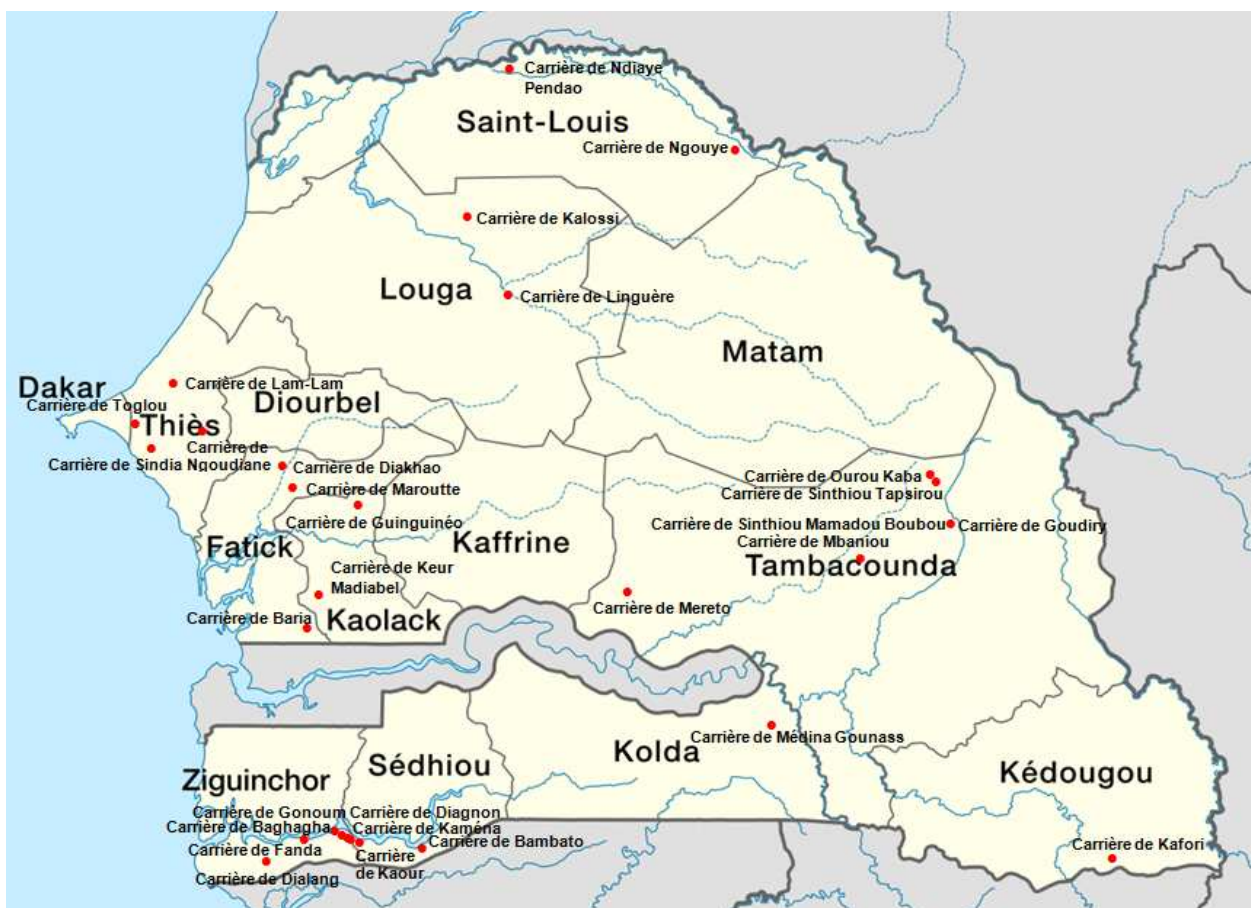 Carrière de Ndiaye
Pendao
Saint-Louis
Carrière de Ngouye
Carrière de Kalossi
Louga
Carrière de Linguère
Matam
Dakar
Carrière de Lam-Lam
Diourbel
Carrière de Toglou
Thiès
Carrière de
Carrière de Sindia Ngoudiane
Carrière de Diakhao
Carrière de Ourou Kaba
Carrière de Maroutte
Carrière de Sinthiou Tapsirou
Carrière de Guinguinéo
Carrière de Sinthiou Mamadou Boubou
Carrière de Goudiry
Fatick
Kaffrine
Carrière de Mbaniou
Tambacounda
Carrière de Keur
Madiabel
Carrière de Mereto
Carrière de Baria
Kaolack
Carrière de Médina Gounass
Kolda
Sédhiou
Kédougou
Ziguinchor
Carrière de Gonoum
Carrière de Diagnon
Carrière de Baghagha
Carrière de Kaména
Carrière de Bambato
Carrière de Fanda
Carrière
de Kaour
Carrière de Kafori
Carrière de Dialang